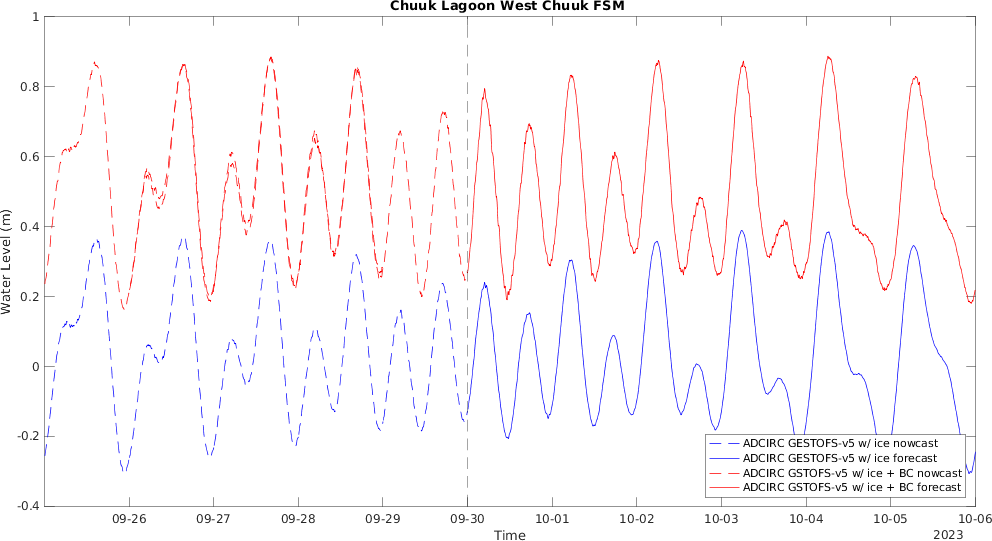 Chuuk Lagoon West Chuuk FSM
1
0.8
0.6
0.4
0.2
0
-0.2
-0.4
Water Level (m)
ADCIRC GESTOFS-v5 w/ ice nowcast
ADCIRC GESTOFS-v5 w/ ice forecast
ADCIRC GSTOFS-v5 w/ ice + BC nowcast
ADCIRC GSTOFS-v5 w/ ice + BC forecast
09-26 09-27 09-28 09-29 09-30 10-01 10-02 10-03 10-04 10-05 10-06
Time
2023